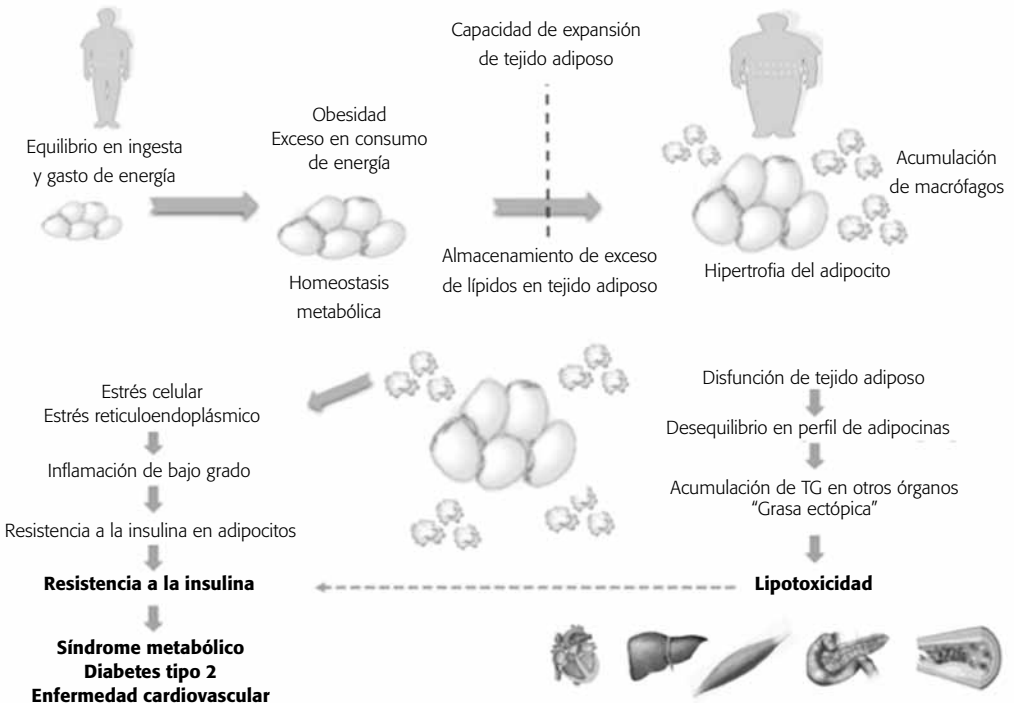 Equilibrio en ingesta
y gasto de energía
Obesidad
Exceso en consumo
de energía
Homeostasis
metabólica
Capacidad de expansión
de tejido adiposo
Almacenamiento de exceso
de lípidos en tejido adiposo
Acumulación
de macrófagos
Hipertrofia del adipocito
Estrés celular
Estrés reticuloendoplásmico
Inflamación de bajo grado
Resistencia a la insulina en adipocitos
Resistencia a la insulina
Síndrome metabólico
Diabetes tipo 2
Enfermedad cardiovascular
Disfunción de tejido adiposo
Desequilibrio en perfil de adipocinas
Acumulación de TG en otros órganos
“Grasa ectópica”
Lipotoxicidad